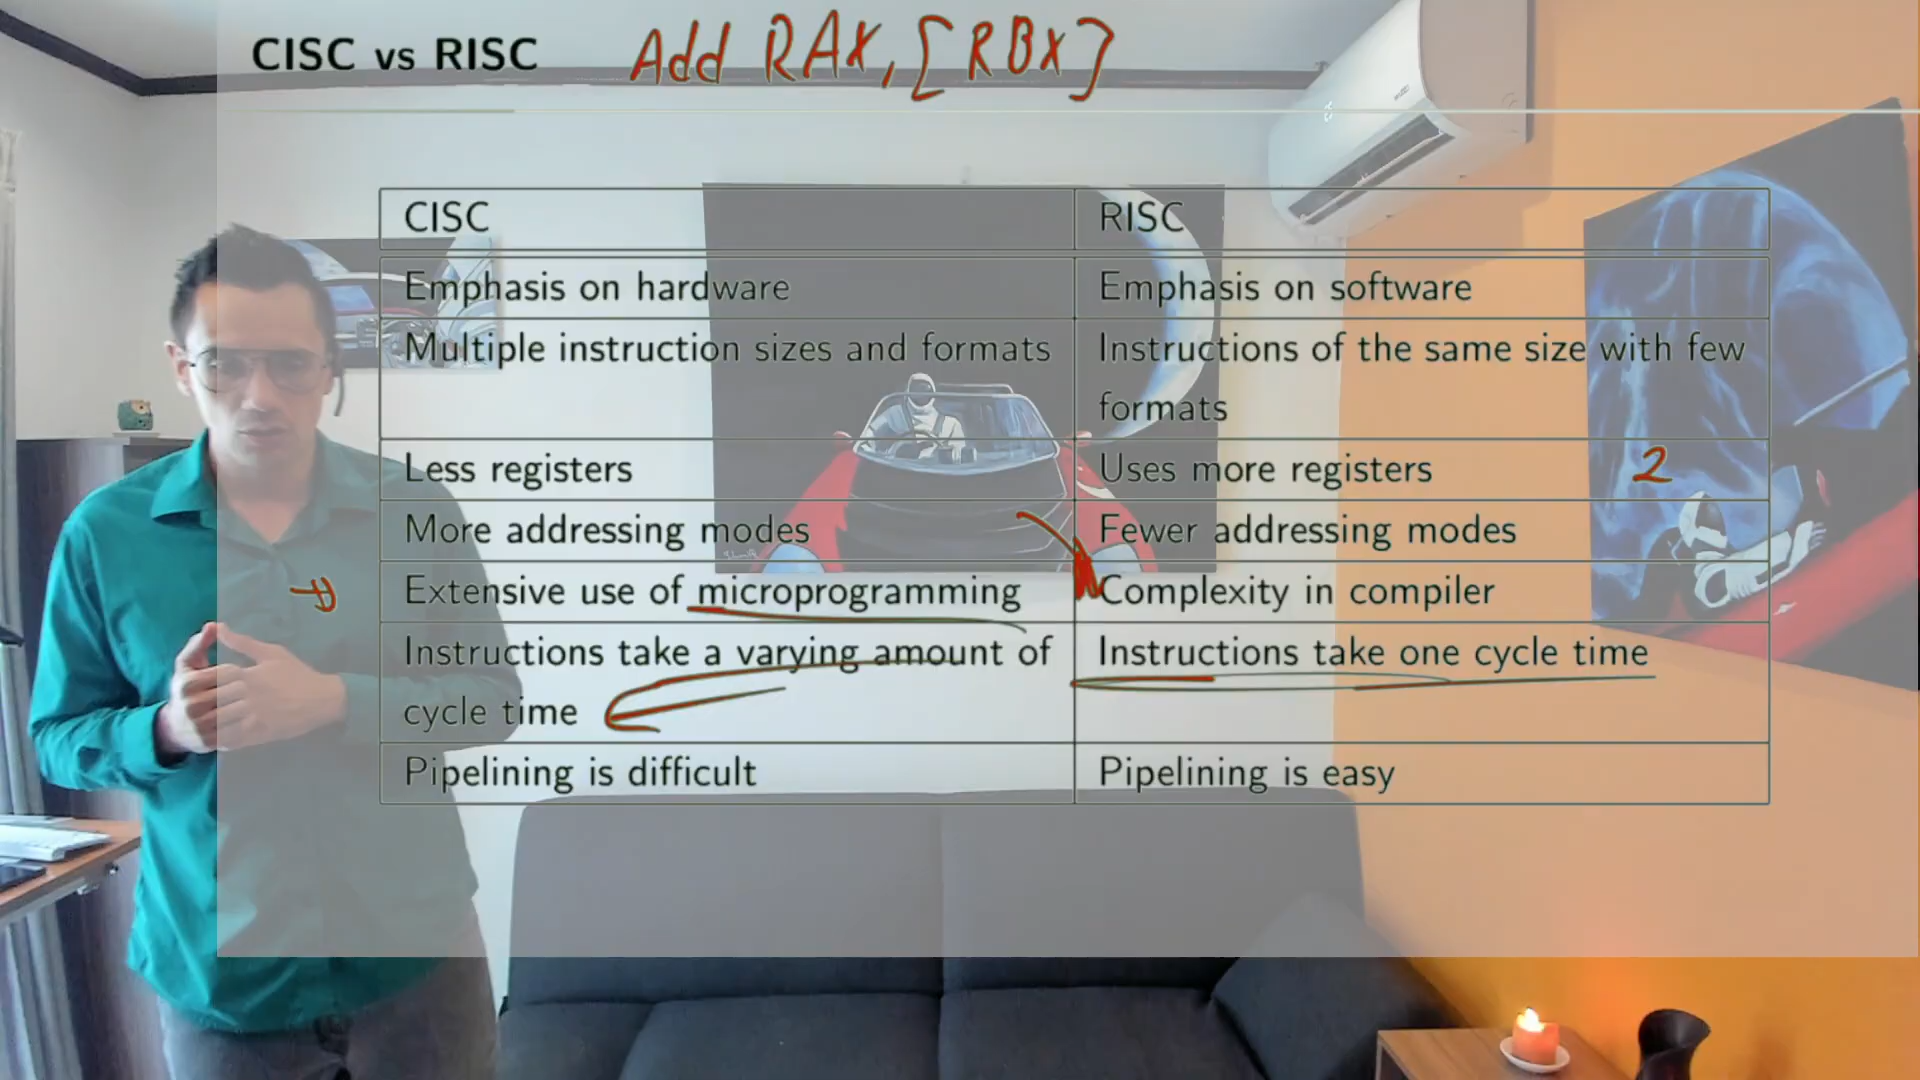 CISC vs RISC
Add RAX, [RBX]
CISC
RISC
Emphasis on hardware
Emphasis on software
Multiple instruction sizes and formats
Instructions of the same size with few
formats
Less registers
Uses more registers
2
More addressing modes
Fewer addressing modes
Extensive use of microprogramming
Complexity in compiler
Instructions take a varying amount of
cycle time
Instructions take one cycle time
Pipelining is difficult
Pipelining is easy